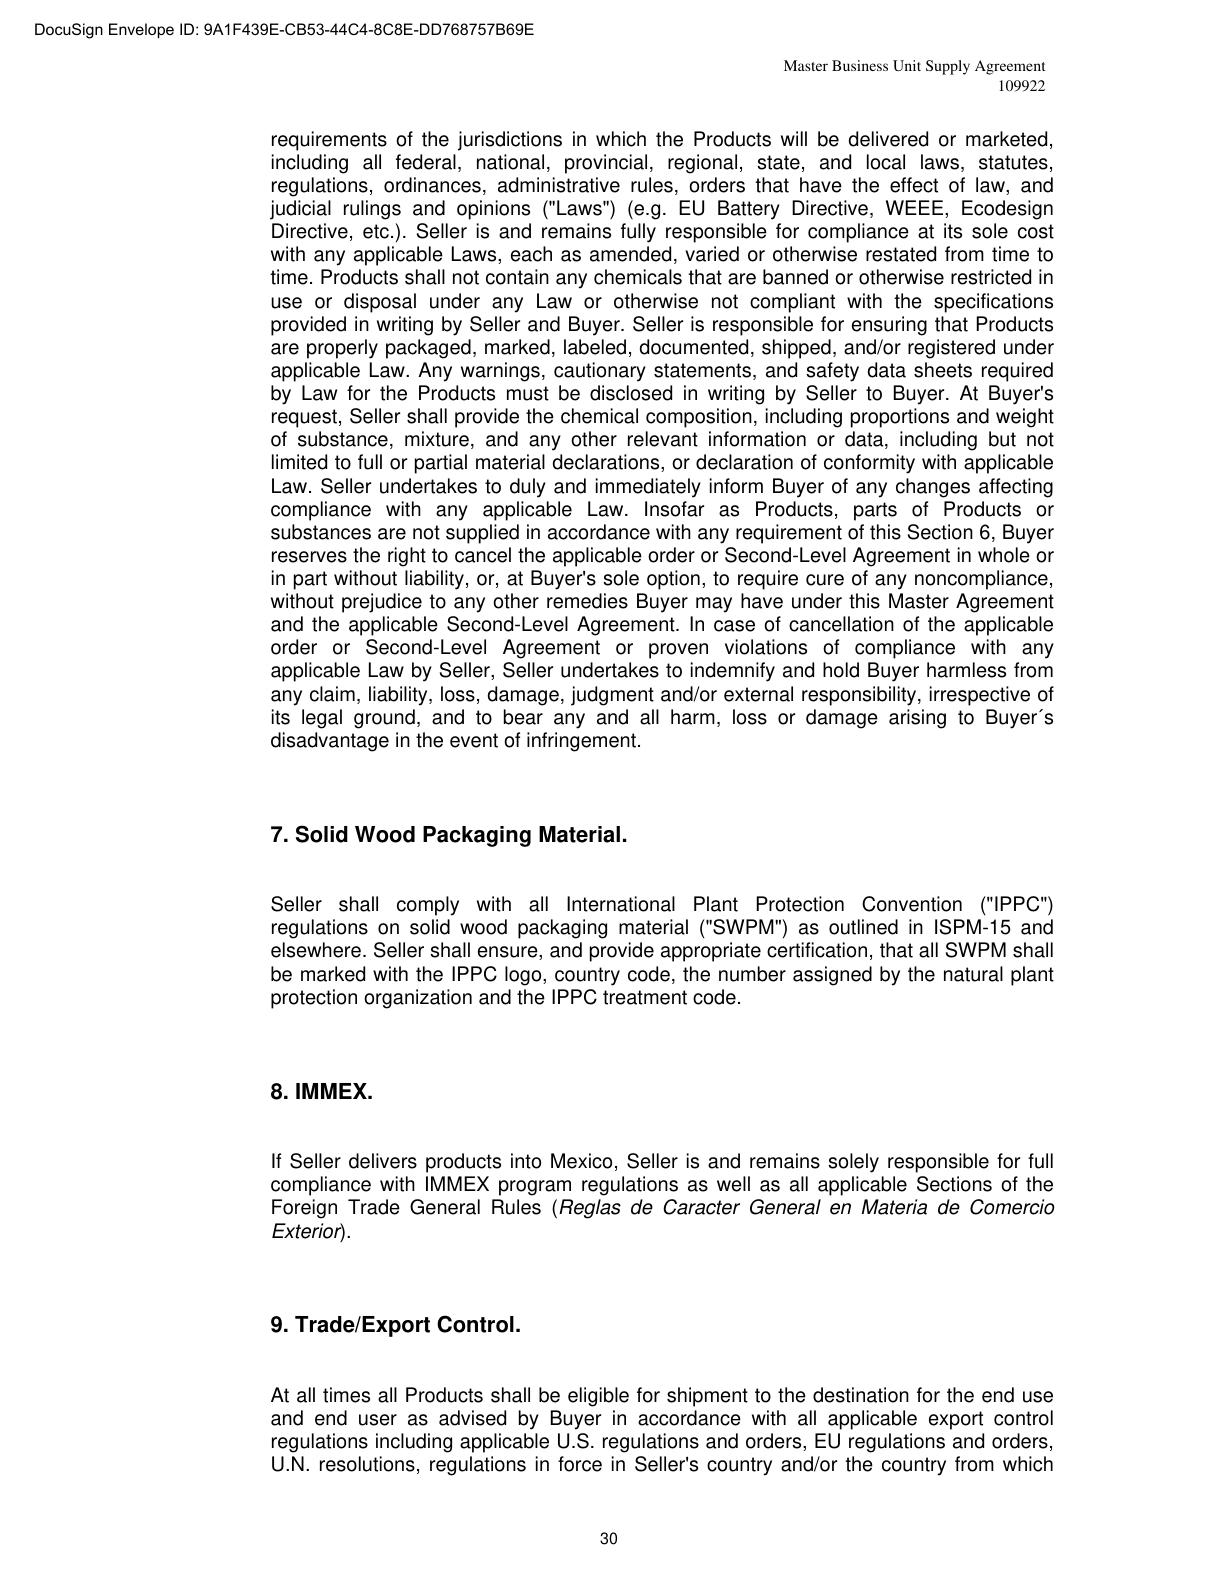 DocuSign Envelope ID: 9A1F439E-CB53-44C4-8C8E-DD768757B69E
Master Business Unit Supply Agreement
109922
requirements of the jurisdictions in which the Products will be delivered or marketed,
including all federal, national, provincial, regional, state, and local laws, statutes,
regulations, ordinances, administrative rules, orders that have the effect of law, and
judicial rulings and opinions ("Laws") (e.g. EU Battery Directive, WEEE, Ecodesign
Directive, etc.). Seller is and remains fully responsible for compliance at its sole cost
with any applicable Laws, each as amended, varied or otherwise restated from time to
time. Products shall not contain any chemicals that are banned or otherwise restricted in
use or disposal under any Law or otherwise not compliant with the specifications
provided in writing by Seller and Buyer. Seller is responsible for ensuring that Products
are properly packaged, marked, labeled, documented, shipped, and/or registered under
applicable Law. Any warnings, cautionary statements, and safety data sheets required
by Law for the Products must be disclosed in writing by Seller to Buyer. At Buyer's
request, Seller shall provide the chemical composition, including proportions and weight
of substance, mixture, and any other relevant information or data, including but not
limited to full or partial material declarations, or declaration of conformity with applicable
Law. Seller undertakes to duly and immediately inform Buyer of any changes affecting
compliance with any applicable Law. Insofar as Products, parts of Products or
substances are not supplied in accordance with any requirement of this Section 6, Buyer
reserves the right to cancel the applicable order or Second-Level Agreement in whole or
in part without liability, or, at Buyer's sole option, to require cure of any noncompliance,
without prejudice to any other remedies Buyer may have under this Master Agreement
and the applicable Second-Level Agreement. In case of cancellation of the applicable
order or Second-Level Agreement or proven violations of compliance with any
applicable Law by Seller, Seller undertakes to indemnify and hold Buyer harmless from
any claim, liability, loss, damage, judgment and/or external responsibility, irrespective of
its legal ground, and to bear any and all harm, loss or damage arising to Buyer´s
disadvantage in the event of infringement.
7. Solid Wood Packaging Material.
Seller shall comply with all International Plant Protection Convention ("IPPC")
regulations on solid wood packaging material ("SWPM") as outlined in ISPM-15 and
elsewhere. Seller shall ensure, and provide appropriate certification, that all SWPM shall
be marked with the IPPC logo, country code, the number assigned by the natural plant
protection organization and the IPPC treatment code.
8. IMMEX.
If Seller delivers products into Mexico, Seller is and remains solely responsible for full
compliance with IMMEX program regulations as well as all applicable Sections of the
Foreign Trade General Rules (Reglas de Caracter General en Materia de Comercio
Exterior).
9. Trade/Export Control.
At all times all Products shall be eligible for shipment to the destination for the end use
and end user as advised by Buyer in accordance with all applicable export control
regulations including applicable U.S. regulations and orders, EU regulations and orders,
U.N. resolutions, regulations in force in Seller's country and/or the country from which
30